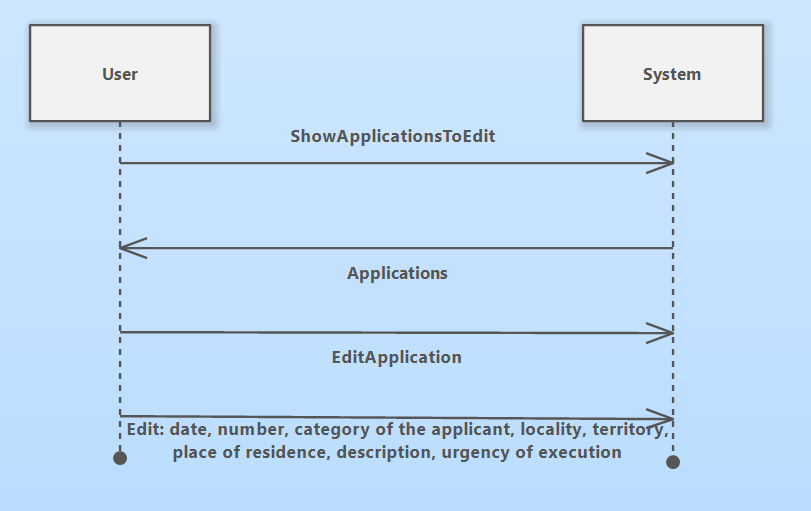 User
System
ShowApplicationsToEdit
Applications
EditApplication
Edit: date, number, category of the applicant, locality, territory,
place of residence, description, urgency of execution